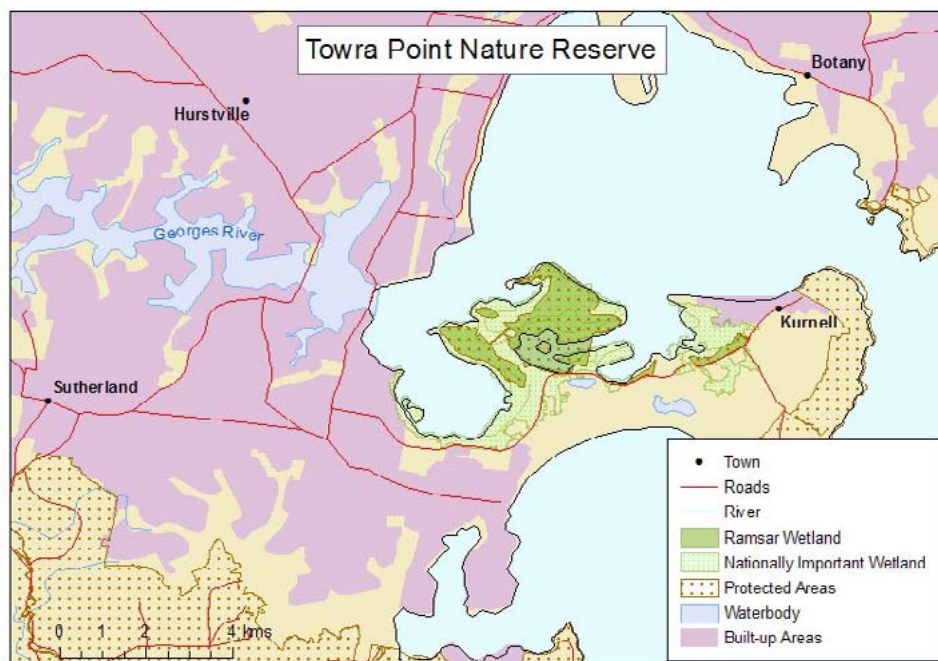 Towra Point Nature Reserve
Botany
Hurstville
Georges River
Kurnell
Sutherland
Town
Roads
River
Ramsar Wetland
Nationally Important Wetland
Protected Areas
Waterbody
Built-up Areas
0 1 2 4 kms